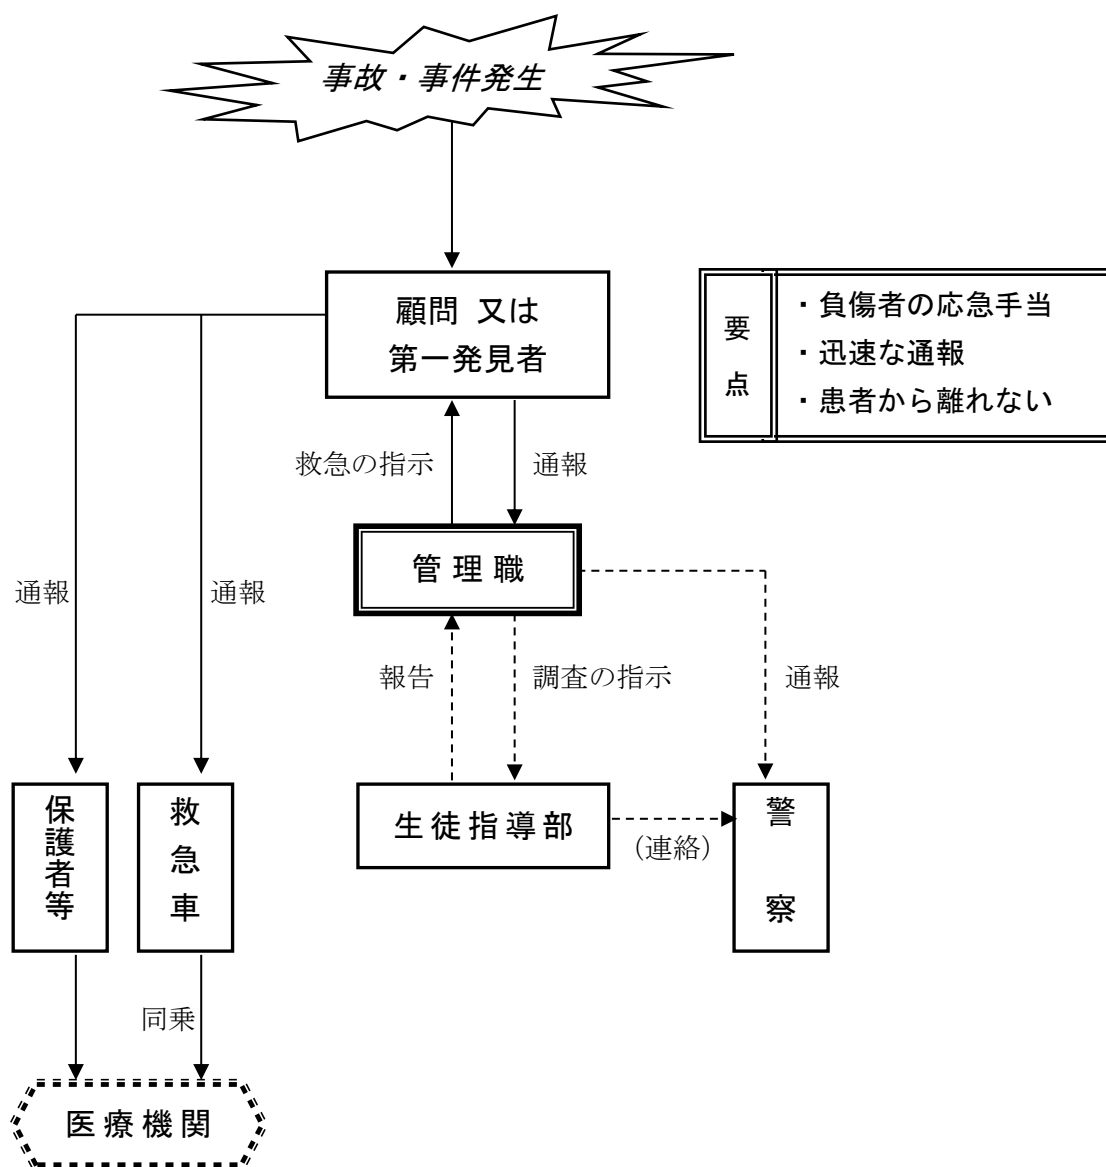 事故・事件発生
顧問 又は
第一発見者
要
点
・負傷者の応急手当
・迅速な通報
・患者から離れない
救急の指示
通報
管理職
通報
通報
報告
調査の指示
通報
保護者等
救急車
生徒指導部
（連絡）
警察
同乗
医療機関